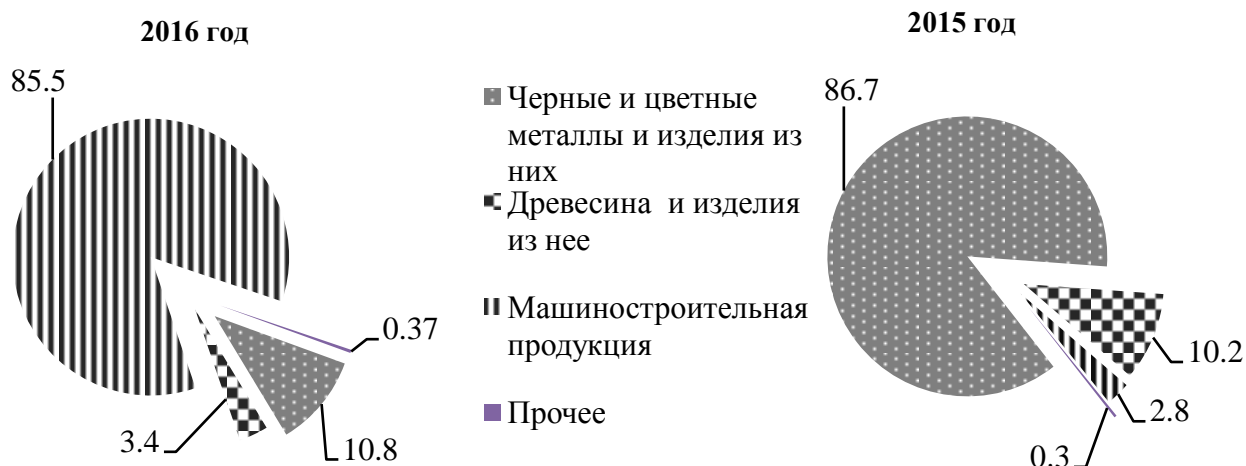 2016 год
85.5
0.37
3.4
10.8
Черные и цветные
металлы и изделия из
них
Древесина и изделия
из нее
Машиностроительная
продукция
Прочее
2015 год
86.7
10.2
2.8
0.3